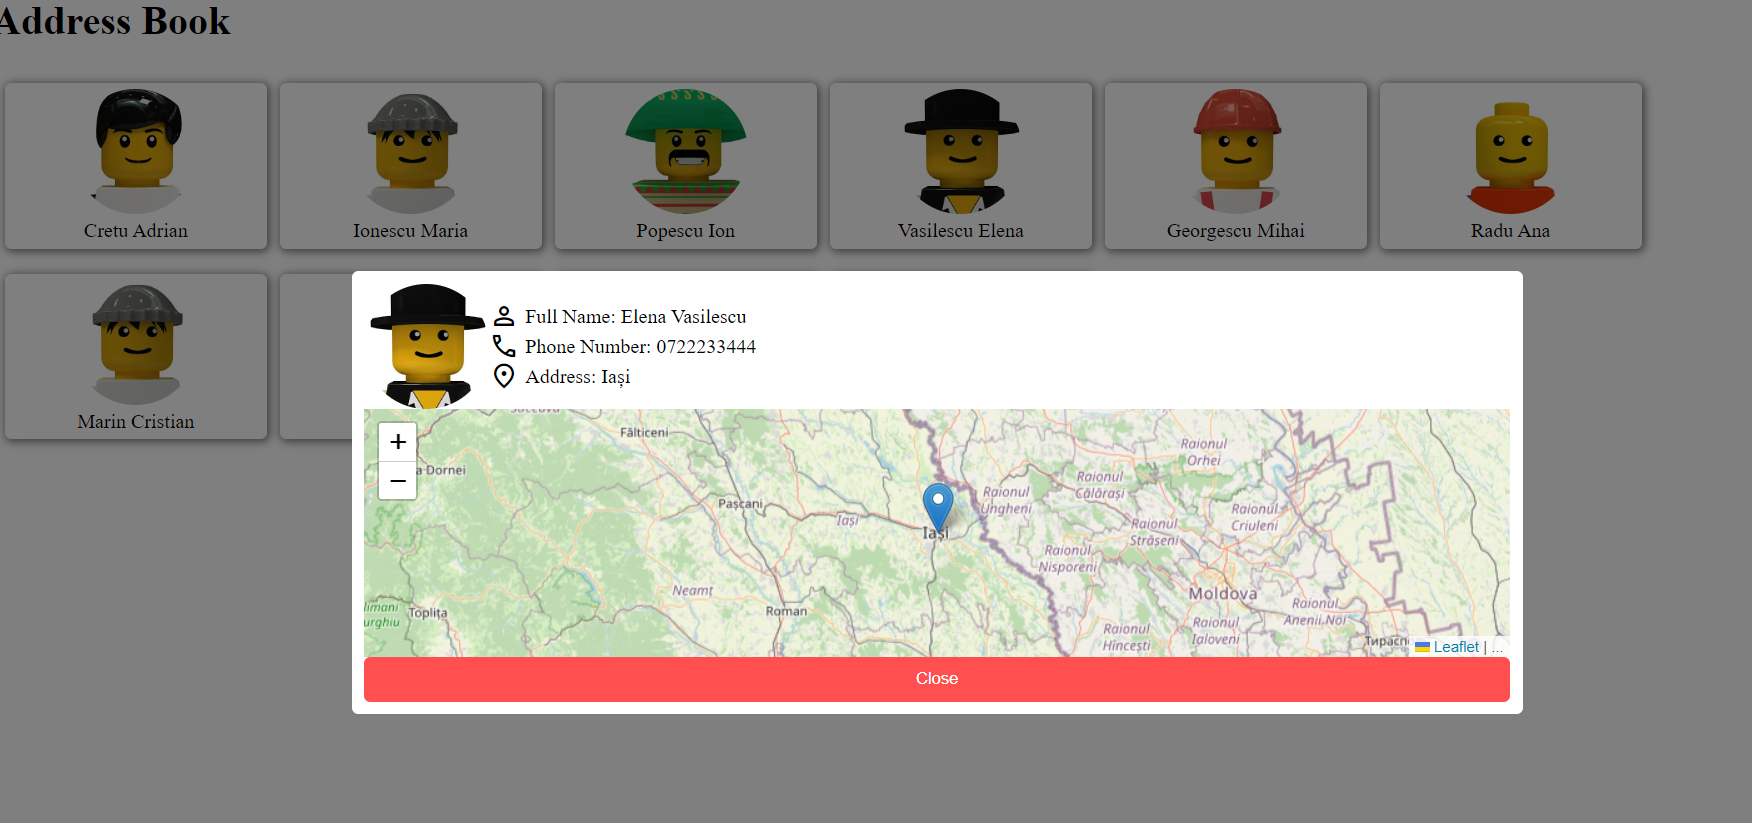 Address Book
Cretu Adrian
Ionescu Maria
Popescu Ion
Vasilescu Elena
Georgescu Mihai
Radu Ana
Marin Cristian
Full Name: Elena Vasilescu
Phone Number: 0722233444
Address: Iași
+
−
Fălticeni
a Dornei
Pașcani
Iași
Iași
Neamț
Roman
Toplița
limani
urghiu
Raionul
Ungheni
Raionul
Călărași
Raionul
Orhei
Raionul
Criuleni
Raionul
Strășeni
Raionul
Nisporeni
Moldova
Raionul
Anenii Noi
Raionul
Hîncești
Raionul
Ialoveni
Тирасп
Leaflet | ...
Close